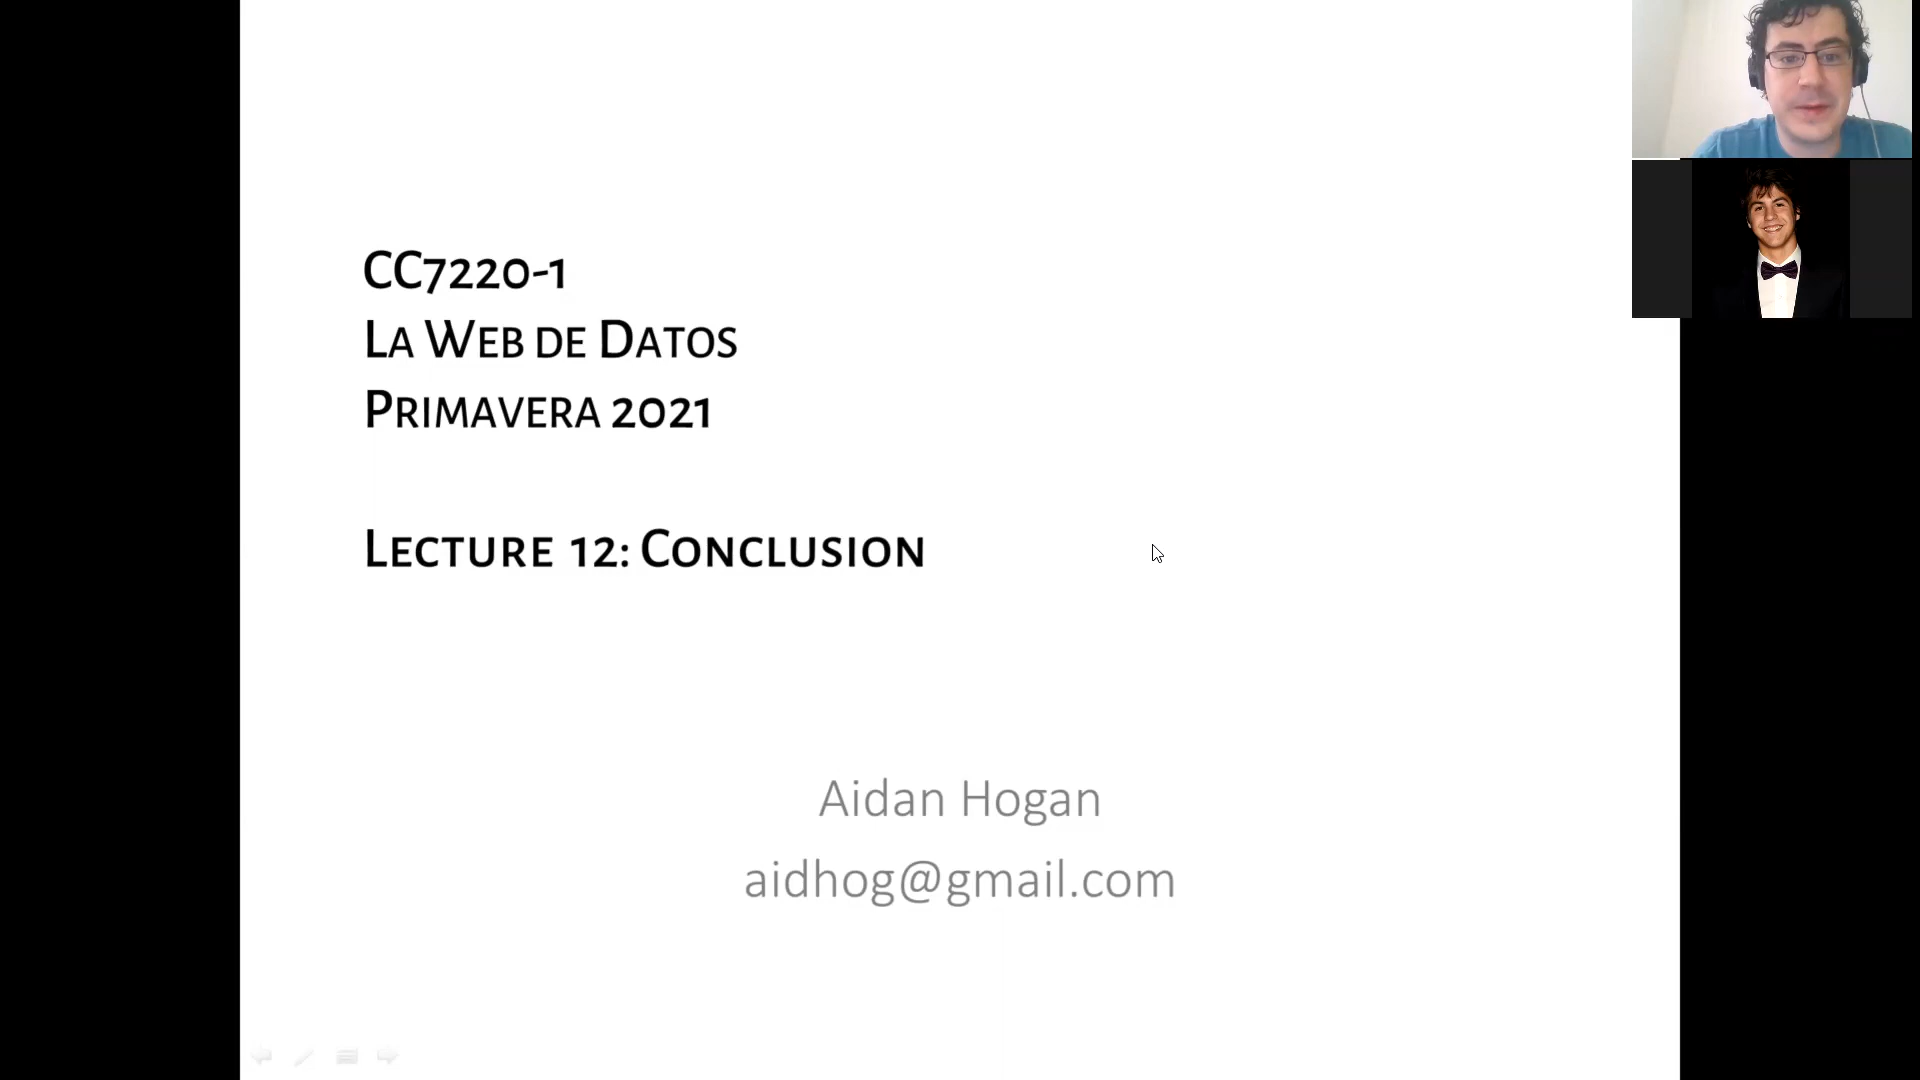 CC7220-1
La Web de Datos
Primavera 2021
Lecture 12: Conclusion
Aidan Hogan
aidhog@gmail.com